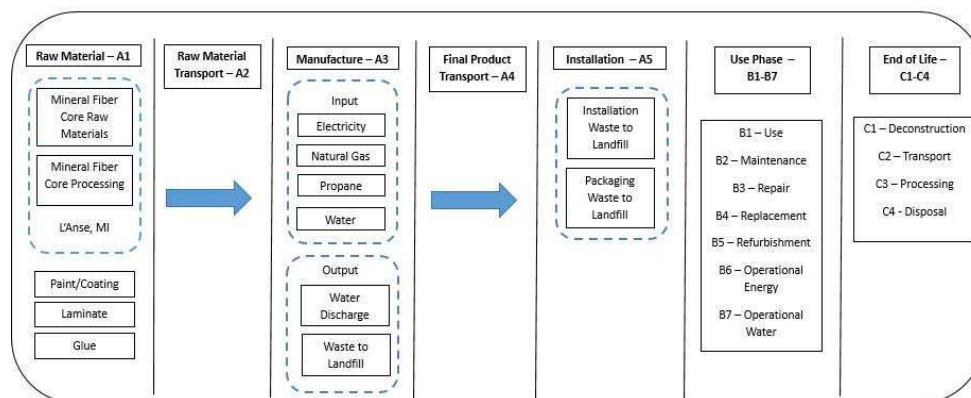 Raw Material – A1
Mineral Fiber
Core Raw
Materials
Mineral Fiber
Core Processing
L'Anse, MI
Paint/Coating
Laminate
Glue
Raw Material
Transport – A2
Manufacture – A3
Input
Electricity
Natural Gas
Propane
Water
Output
Water
Discharge
Waste to
Landfill
Final Product
Transport – A4
Installation – A5
Installation
Waste to
Landfill
Packaging
Waste to
Landfill
Use Phase –
B1-B7
B1 – Use
B2 – Maintenance
B3 – Repair
B4 – Replacement
B5 – Refurbishment
B6 – Operational
Energy
B7 – Operational
Water
End of Life –
C1-C4
C1 – Deconstruction
C2 – Transport
C3 – Processing
C4 - Disposal